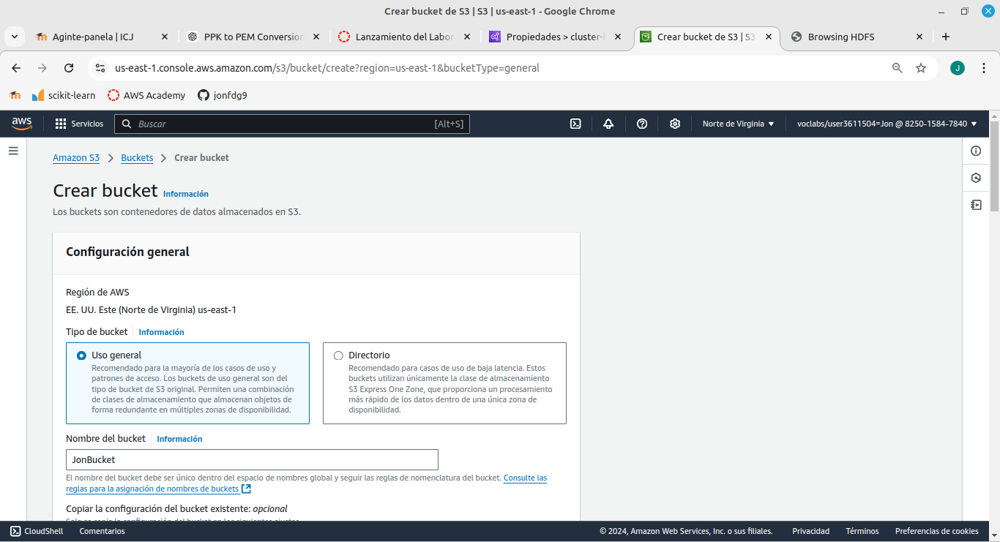 Crear bucket de S3 | S3 | us-east-1 - Google Chrome
Aginte-panela | ICJ
PPK to PEM Conversion
Lanzamiento del Labor
Propiedades > cluster-
Crear bucket de S3 | S3
Browsing HDFS
us-east-1.console.aws.amazon.com/s3/bucket/create?region=us-east-1&bucketType=general
J
scikit-learn
AWS Academy
jonfdg9
aws
Servicios
Buscar
[Alt+S]
Norte de Virginia
voclabs/user3611504=Jon @ 8250-1584-7840
Amazon S3
Buckets
Crear bucket
Crear bucket Información
Los buckets son contenedores de datos almacenados en S3.
Configuración general
Región de AWS
EE. UU. Este (Norte de Virginia) us-east-1
Tipo de bucket Información
Uso general
Recomendado para la mayoría de los casos de uso y
patrones de acceso. Los buckets de uso general son del
tipo de bucket de S3 original. Permiten una combinación
de clases de almacenamiento que almacenan objetos de
forma redundante en múltiples zonas de disponibilidad.
Directorio
Recomendado para casos de uso de baja latencia. Estos
buckets utilizan únicamente la clase de almacenamiento
S3 Express One Zone, que proporciona un procesamiento
más rápido de los datos dentro de una única zona de
disponibilidad.
Nombre del bucket Información
JonBucket
El nombre del bucket debe ser único dentro del espacio de nombres global y seguir las reglas de nomenclatura del bucket. Consulte las
reglas para la asignación de nombres de buckets
Copiar la configuración del bucket existente: opcional
CloudShell
Comentarios
© 2024, Amazon Web Services, Inc. o sus filiales.
Privacidad
Términos
Preferencias de cookies